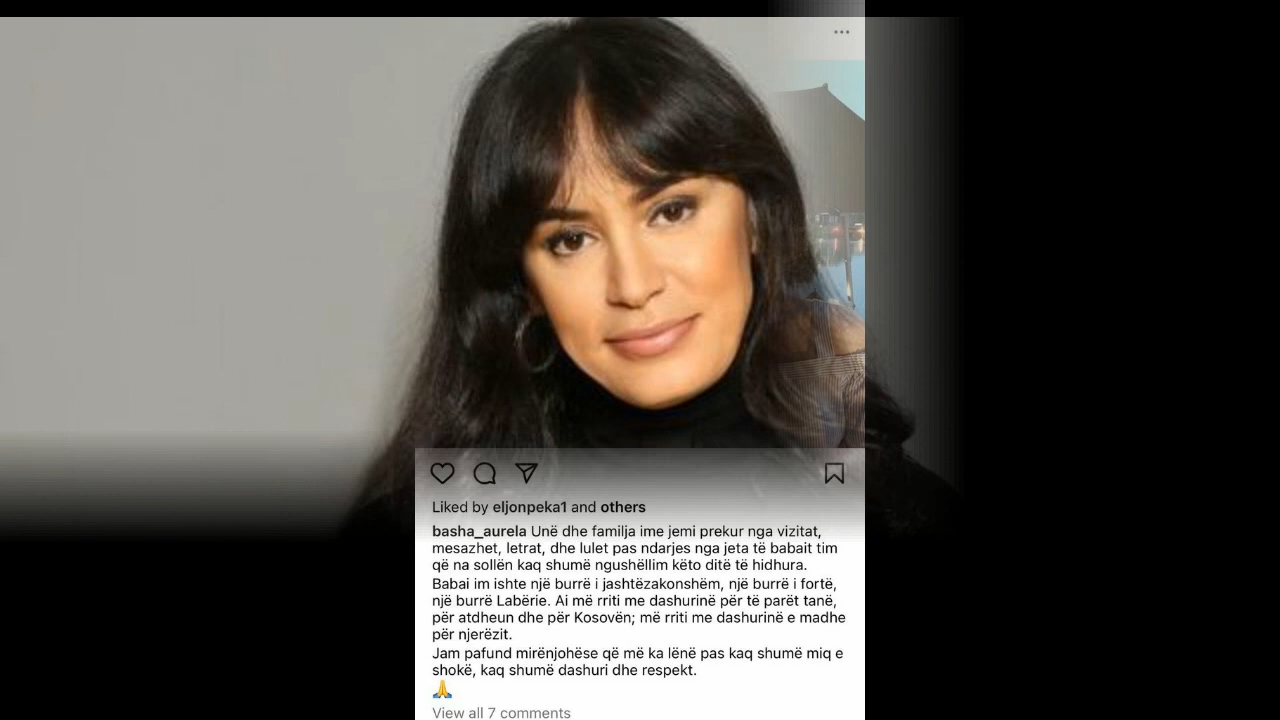 Liked by eljonpeka1 and others
basha_aurela Unë dhe familja ime jemi prekur nga vizitat,
mesazhet, letrat, dhe lulet pas ndarjes nga jeta të babait tim
që na sollën kaq shumë ngushëllim këto ditë të hidhura.
Babai im ishte një burrë i jashtëzakonshëm, një burrë i fortë,
një burrë Labërie. Ai më rriti me dashurinë për të parët tanë,
për atdheun dhe për Kosovën; më rriti me dashurinë e madhe
për njerëzit.
Jam pafund mirënjohëse që më ka lënë pas kaq shumë miq e
shokë, kaq shumë dashuri dhe respekt.
🙏
View all 7 comments